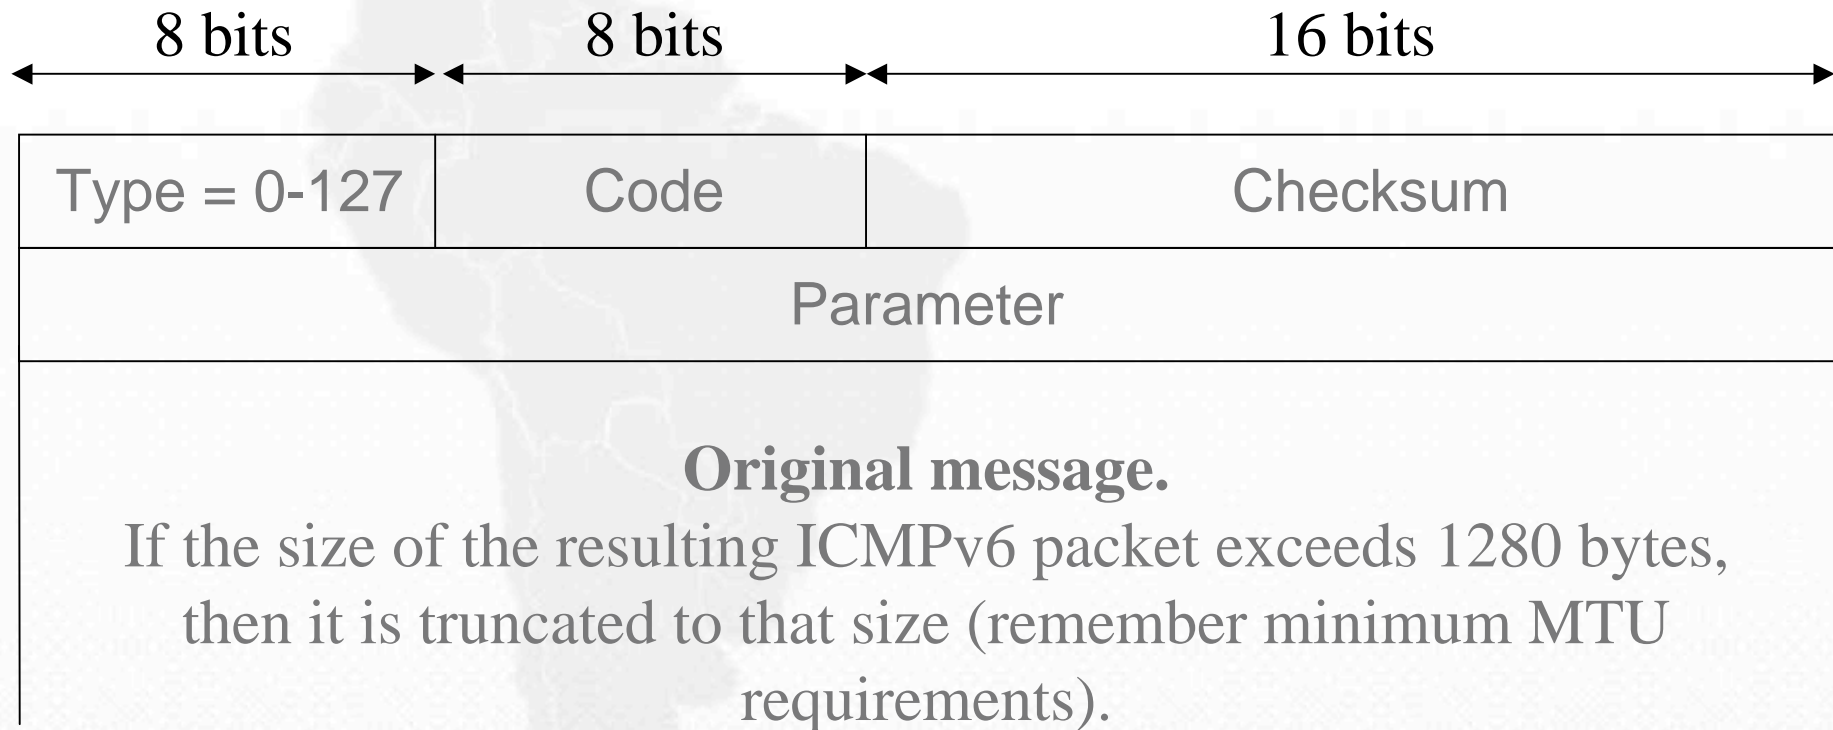 8 bits 8 bits 16 bits
Type = 0-127 Code Checksum
Parameter
Original message.
If the size of the resulting ICMPv6 packet exceeds 1280 bytes,
then it is truncated to that size (remember minimum MTU
requirements).